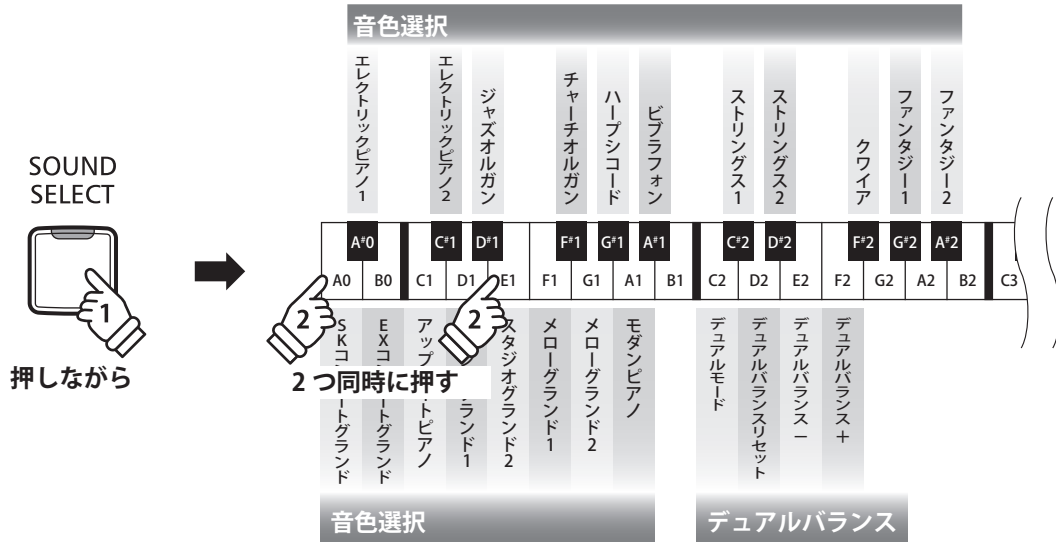 音色選択
エレクトリックピアノ1
エレクトリックピアノ2
ジャズオルガン
チャーチオルガン
ハープシコード
ビブラフォン
ストリングス1
ストリングス2
クワイア
ファンタジー1
ファンタジー2
SOUND
SELECT
1
押しながら
A#0 C#1 D#1 F#1 G#1 A#1 C#2 D#2 F#2 G#2 A#2
A0 B0 C1 D1 E1 F1 G1 A1 B1 C2 D2 E2 F2 G2 A2 B2 C3
2
2
2つ同時に押す
SKコ ートグランド
EXコ ートグランド
アップ トピアノ
ランド1
スタジオグランド2
メローグランド1
メローグランド2
モダンピアノ
デュアルモード
デュアルバランスリセット
デュアルバランス−
デュアルバランス+
音色選択
デュアルバランス